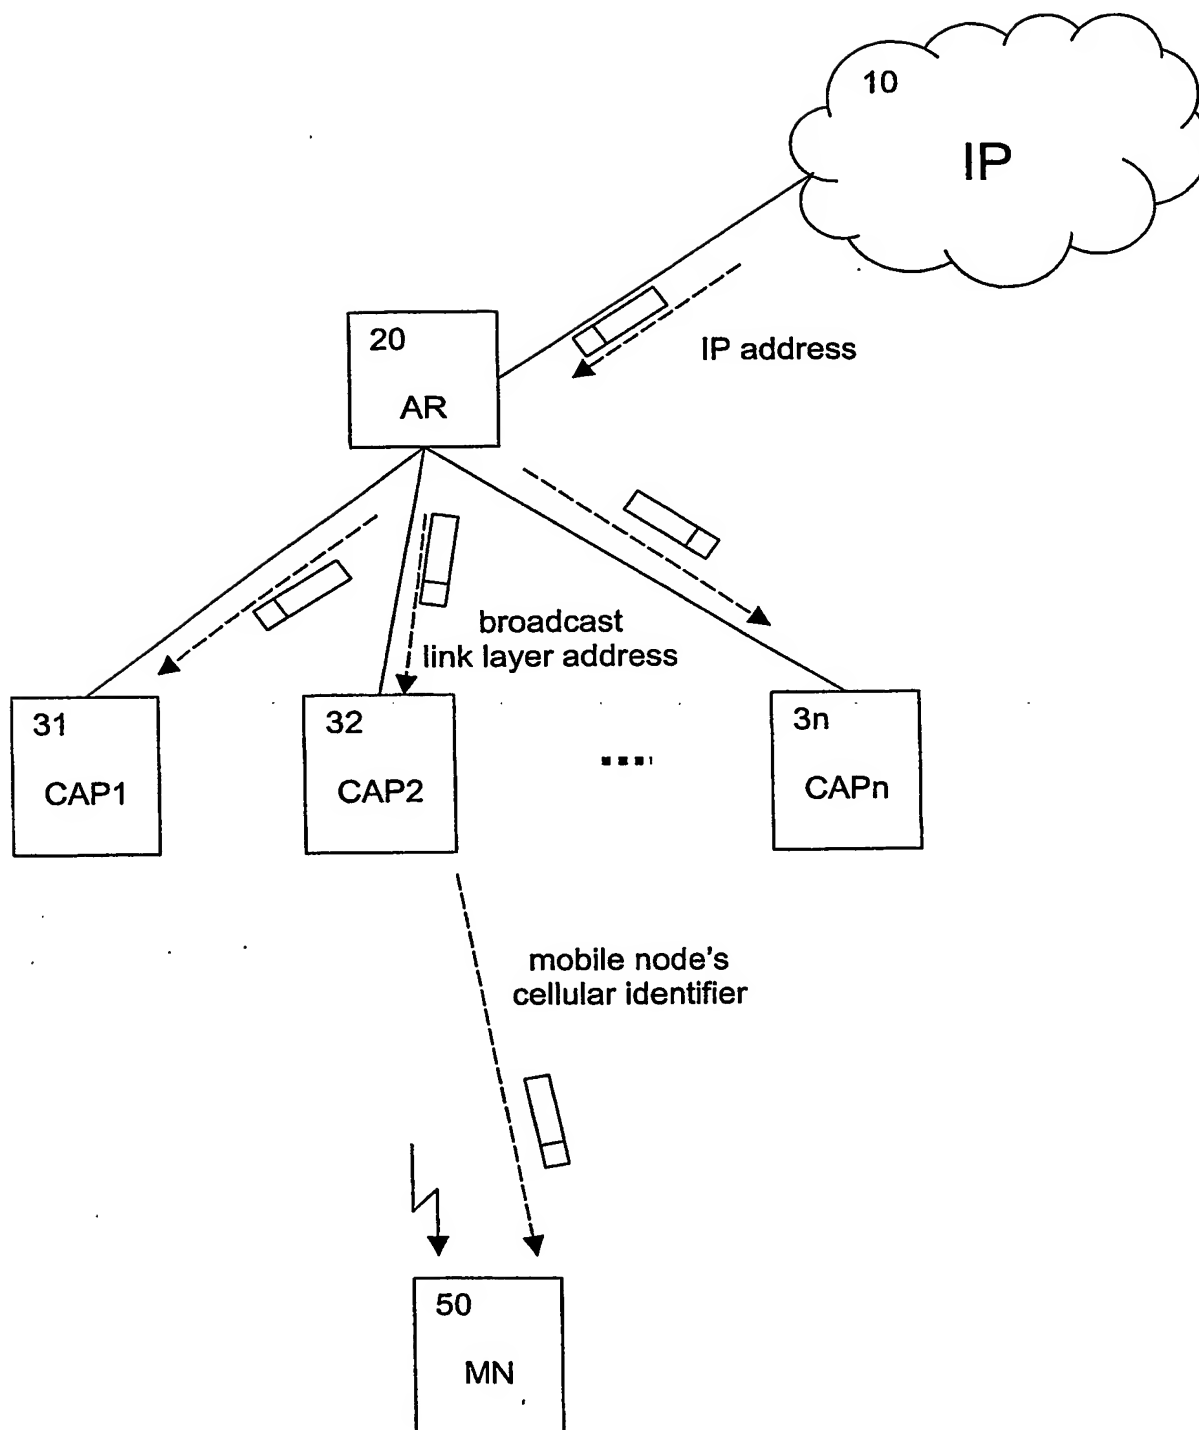 10
IP
20
AR
IP address
broadcast
link layer address
31
CAP1
32
CAP2
3n
CAPn
mobile node's
cellular identifier
50
MN